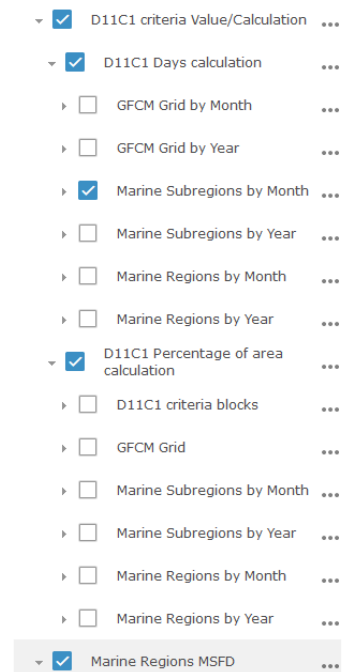 D11C1 criteria Value/Calculation
D11C1 Days calculation
GFCM Grid by Month
GFCM Grid by Year
Marine Subregions by Month
Marine Subregions by Year
Marine Regions by Month
Marine Regions by Year
D11C1 Percentage of area
calculation
D11C1 criteria blocks
GFCM Grid
Marine Subregions by Month
Marine Subregions by Year
Marine Regions by Month
Marine Regions by Year
Marine Regions MSFD